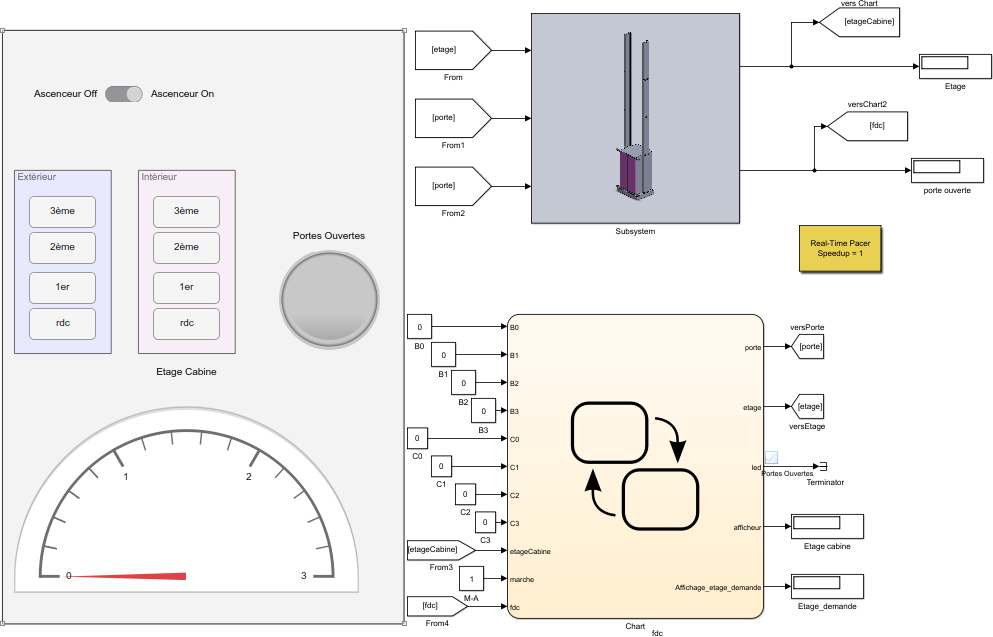 Ascenceur Off
Ascenceur On
Extérieur
3ème
2ème
1er
rdc
Intérieur
3ème
2ème
1er
rdc
Portes Ouvertes
Etage Cabine
0
1
2
3
[etage]
From
[porte]
From1
[porte]
From2
Subsystem
vers Chart
[etageCabine]
Etage
versChart2
[fdc]
porte ouverte
Real-Time Pacer
Speedup = 1
0
B0
0
B1
0
B2
0
B3
0
C0
0
C1
0
C2
0
C3
[etageCabine]
From3
1
M-A
[fdc]
From4
B0
B1
B2
B3
C0
C1
C2
C3
etageCabine
marche
fdc
porte
etage
led
afficheur
Affichage_etage_demande
Chart
fdc
versPorte
[porte]
[etage]
versEtage
Portes Ouvertes
Terminator
Etage cabine
Etage_demande